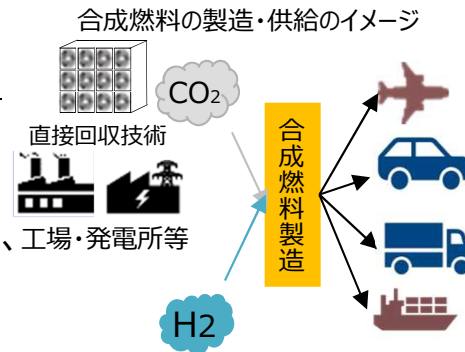 合成燃料の製造・供給のイメージ
CO2
直接回収技術
、工場・発電所等
合成燃料製造
H2